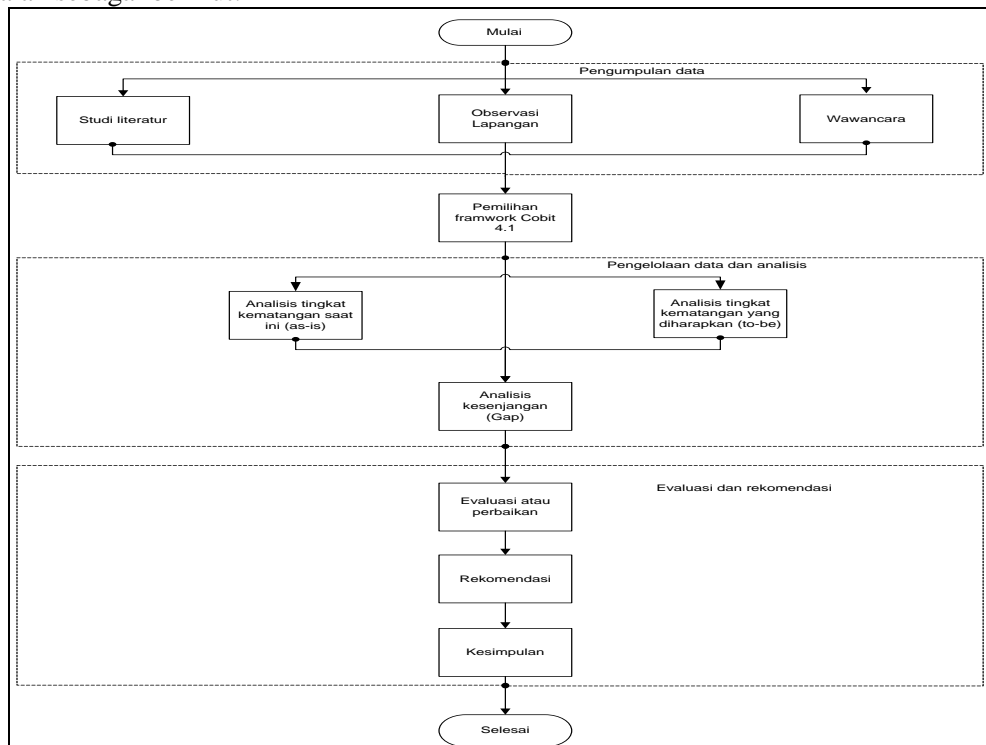 Mulai
Pengumpulan data
Studi literatur
Observasi
Lapangan
Wawancara
Pemilihan
framwork Cobit
4.1
Pengelolaan data dan analisis
Analisis tingkat
kematangan saat
ini (as-is)
Analisis tingkat
kematangan yang
diharapkan (to-be)
Analisis
kesenjangan
(Gap)
Evaluasi dan rekomendasi
Evaluasi atau
perbaikan
Rekomendasi
Kesimpulan
Selesai